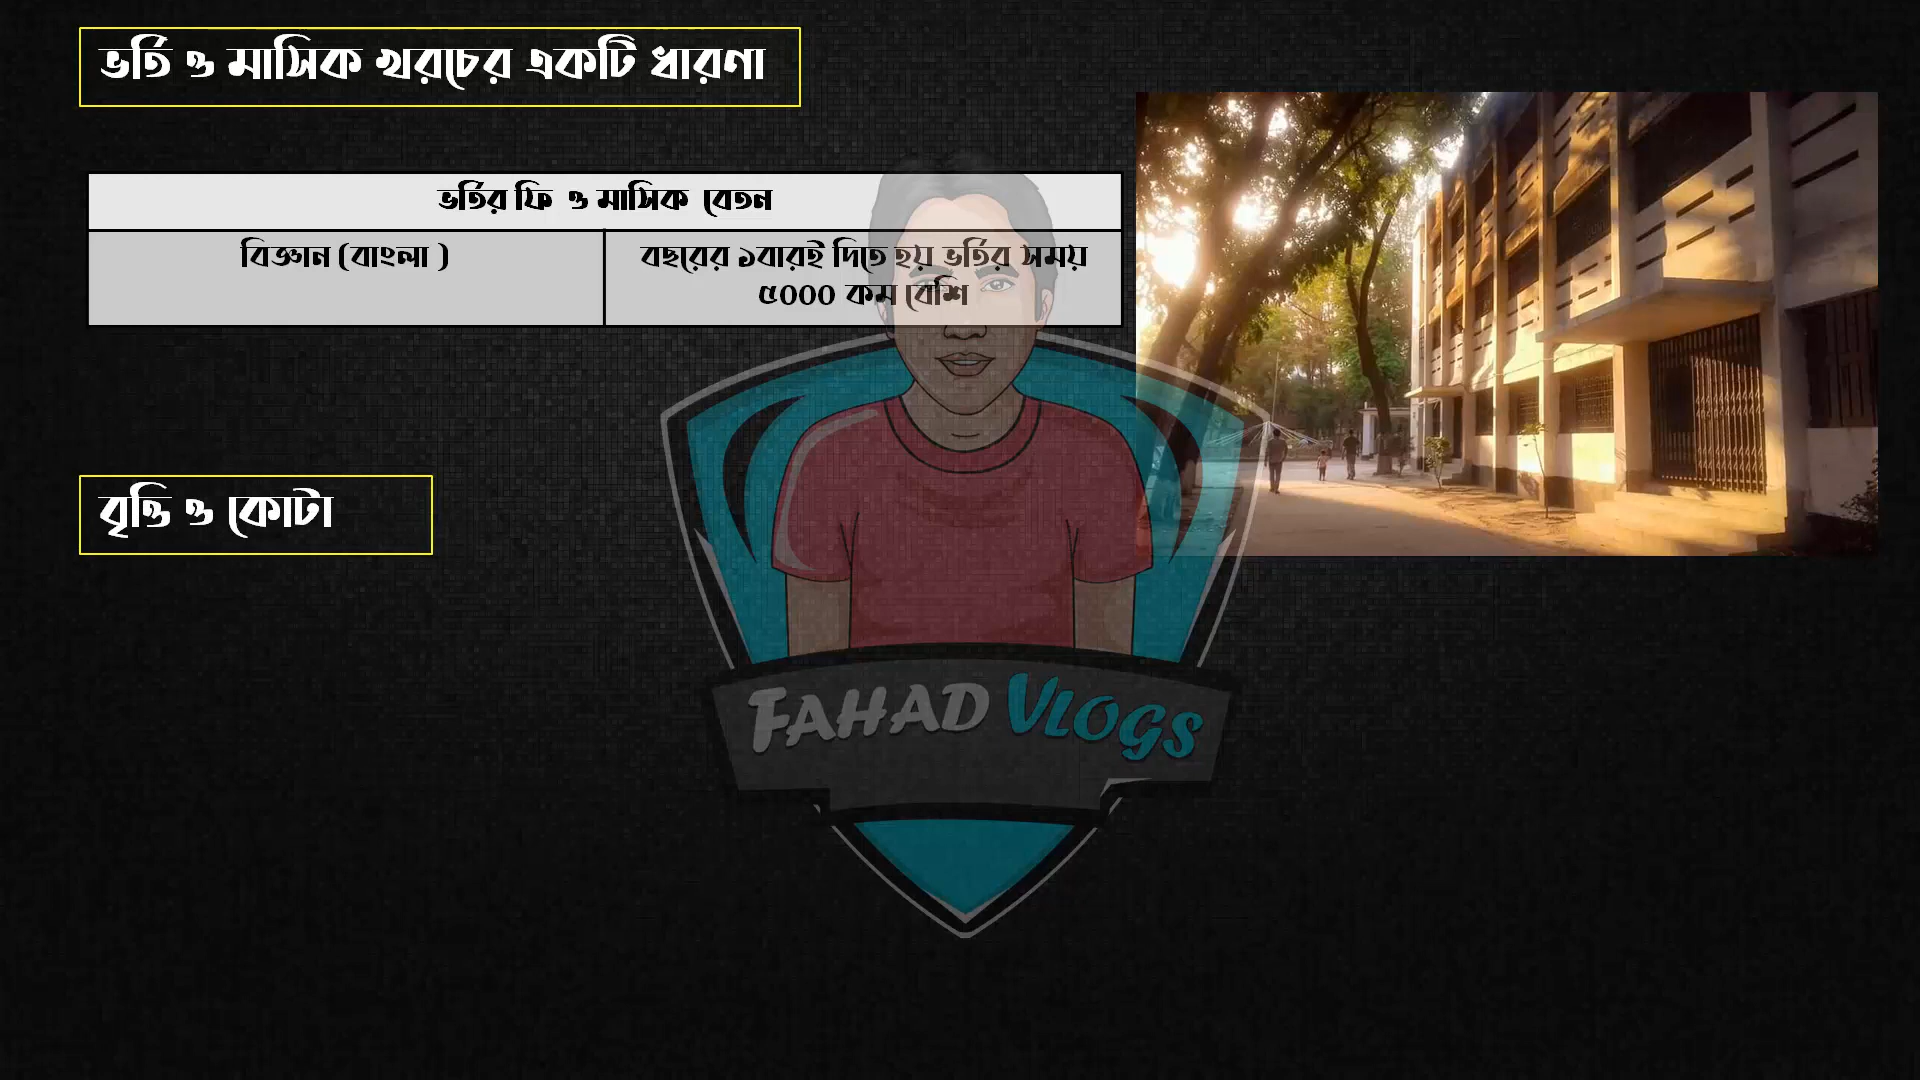 ভর্তি ও মাসিক খরচের একটি ধারণা
ভর্তির ফি ও মাসিক বেতন
বিজ্ঞান (বাংলা )
বছরের ১বারই দিতে হয় ভর্তির সময়
৫০০০ কম বেশি
বৃত্তি ও কোটা
FAHAD VLOGS